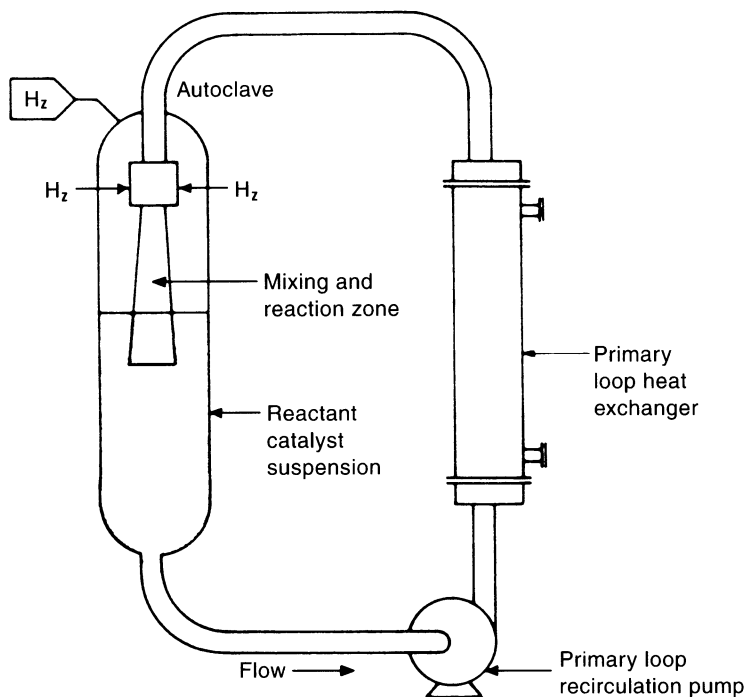 Autoclave
H₂
H₂
H₂
Mixing and
reaction zone
Primary
loop heat
exchanger
Reactant
catalyst
suspension
Flow
Primary loop
recirculation pump